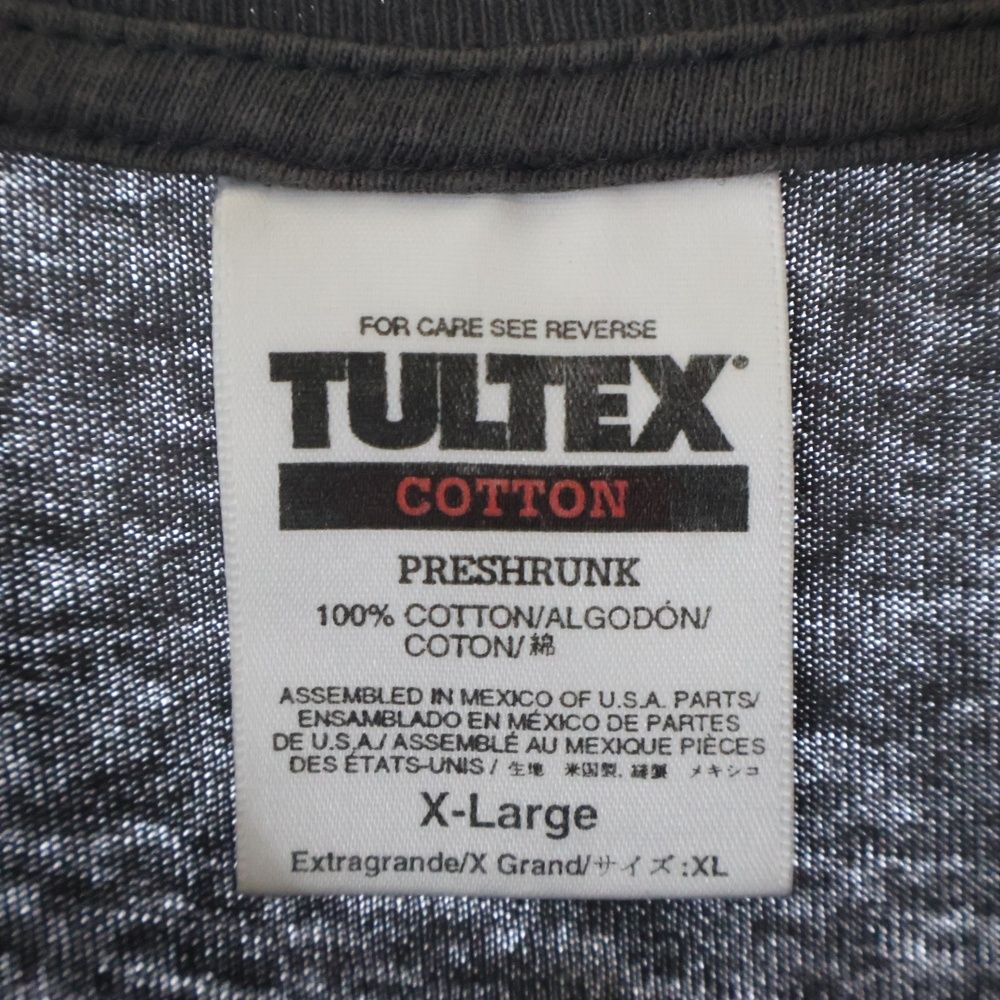 FOR CARE SEE REVERSE
TULTEX®
COTTON
PRESHRUNK
100% COTTON/ALGODÓN/
COTON/綿
ASSEMBLED IN MEXICO OF U.S.A. PARTS/
ENSAMBLADO EN MÉXICO DE PARTES
DE U.S.A./ ASSEMBLÉ AU MEXIQUE PIÈCES
DES ÉTATS-UNIS / 生地 米国製, 縫製 メキシコ
X-Large
Extragrande/X Grand/サイズ:XL